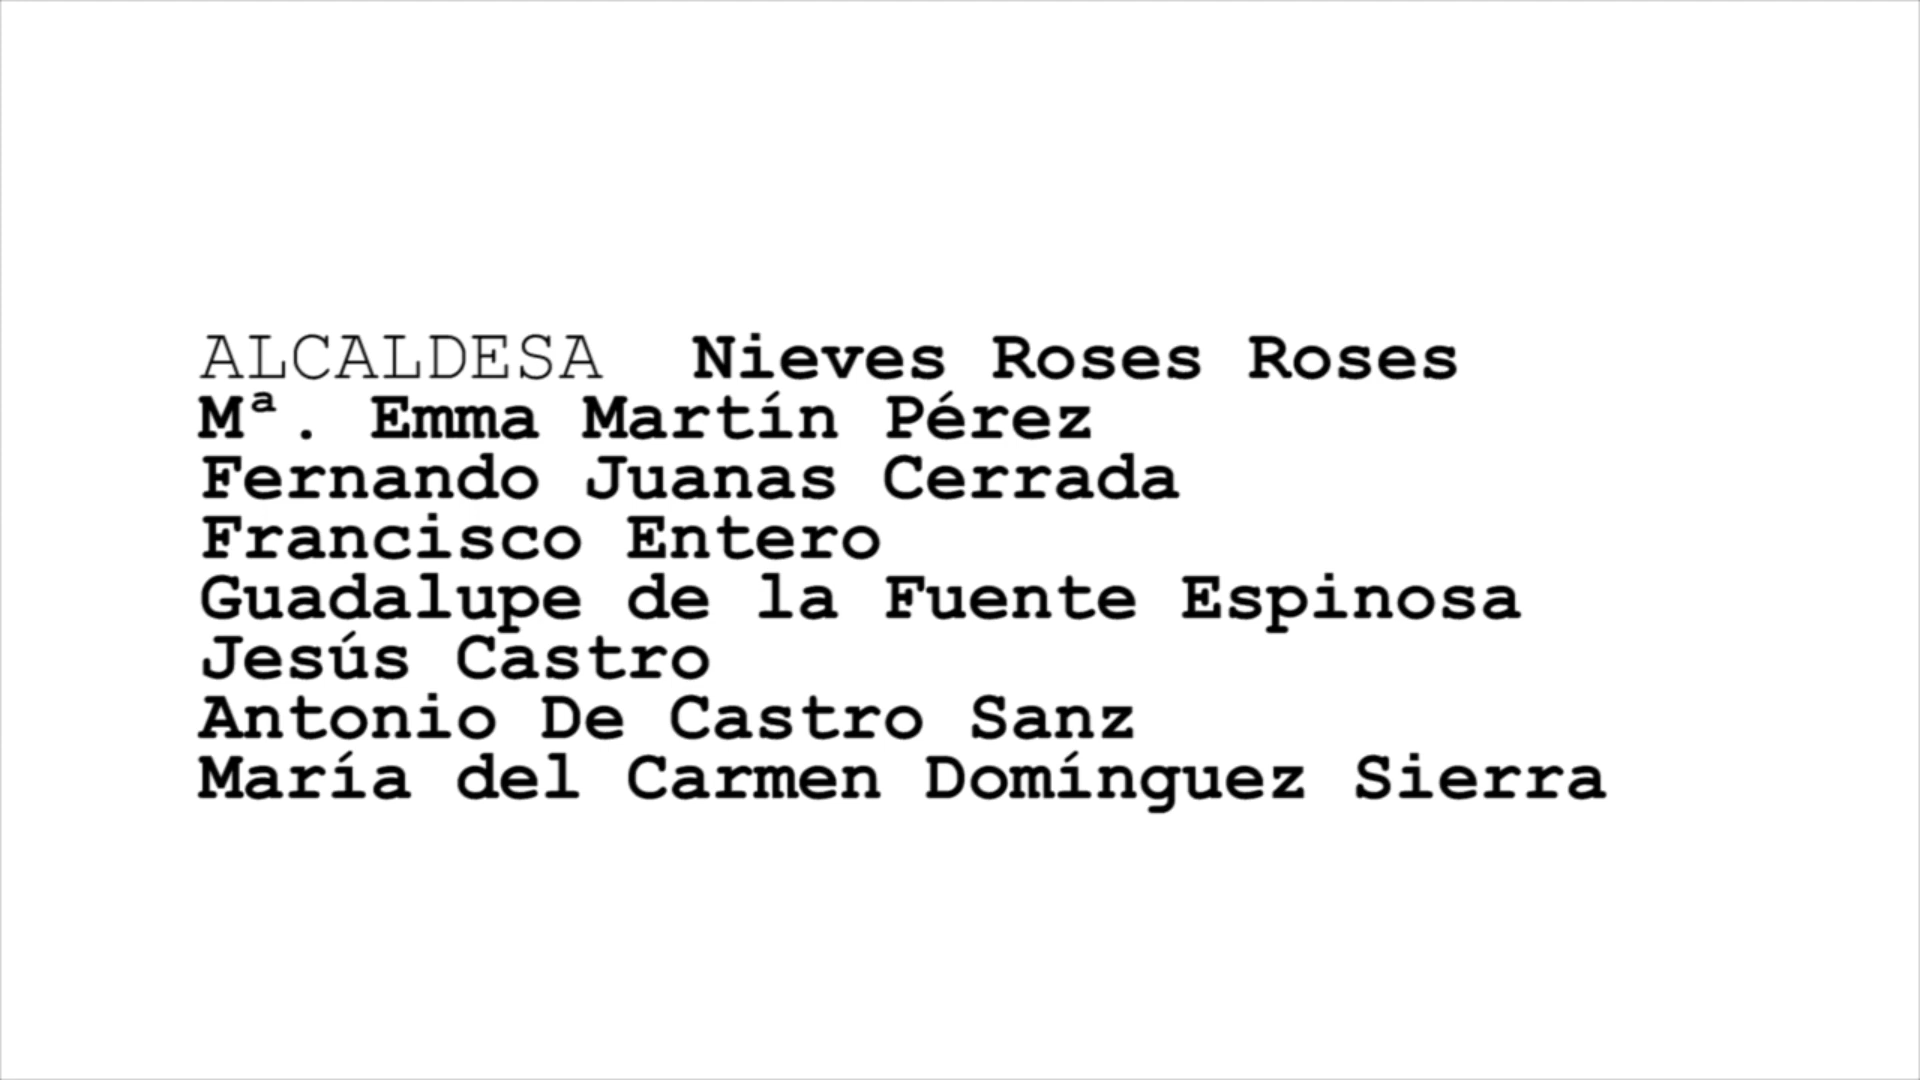 ALCALDESA  Nieves Roses Roses
Mª. Emma Martín Pérez
Fernando Juanas Cerrada
Francisco Entero
Guadalupe de la Fuente Espinosa
Jesús Castro
Antonio De Castro Sanz
María del Carmen Domínguez Sierra